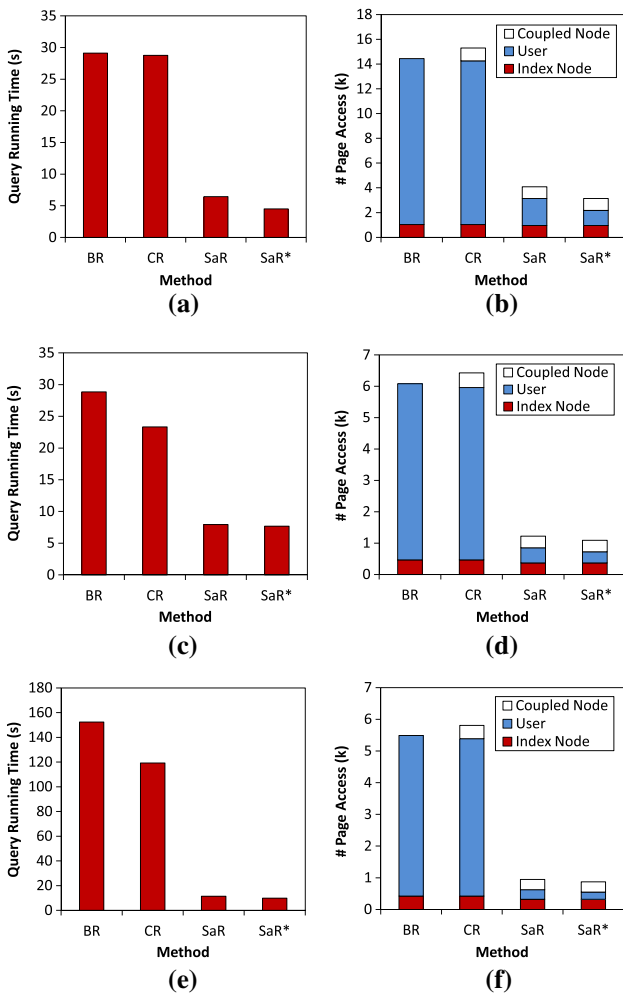 35
30
25
20
15
10
5
0
Query Running Time (s)
BR CR SaR SaR*
Method
(a)
18
16
14
12
10
8
6
4
2
0
# Page Access (k)
Coupled Node
User
Index Node
BR CR SaR SaR*
Method
(b)
35
30
25
20
15
10
5
0
Query Running Time (s)
BR CR SaR SaR*
Method
(c)
7
6
5
4
3
2
1
0
# Page Access (k)
Coupled Node
User
Index Node
BR CR SaR SaR*
Method
(d)
180
160
140
120
100
80
60
40
20
0
Query Running Time (s)
BR CR SaR SaR*
Method
(e)
7
6
5
4
3
2
1
0
# Page Access (k)
Coupled Node
User
Index Node
BR CR SaR SaR*
Method
(f)